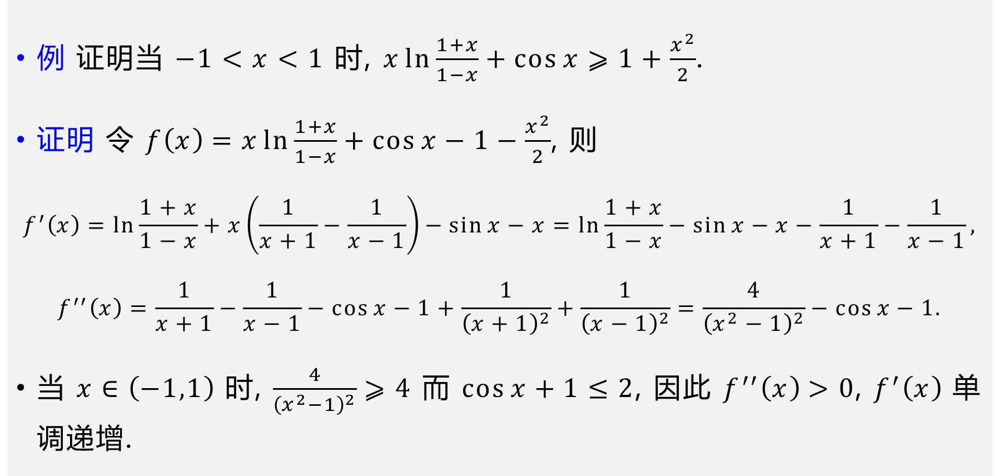 • 例 证明当 −1 < x < 1 时, x ln \frac{1+x}{1−x} + cos x ⩾ 1 + \frac{x^2}{2}.
• 证明 令 f(x) = x ln \frac{1+x}{1−x} + cos x − 1 − \frac{x^2}{2}, 则
f′(x) = ln \frac{1 + x}{1 − x} + x \left( \frac{1}{x + 1} − \frac{1}{x − 1} \right) − sin x − x = ln \frac{1 + x}{1 − x} − sin x − x − \frac{1}{x + 1} − \frac{1}{x − 1},
f′′(x) = \frac{1}{x + 1} − \frac{1}{x − 1} − cos x − 1 + \frac{1}{(x + 1)^2} + \frac{1}{(x − 1)^2} = \frac{4}{(x^2 − 1)^2} − cos x − 1.
• 当 x ∈ (−1,1) 时, \frac{4}{(x^2−1)^2} ⩾ 4 而 cos x + 1 ≤ 2, 因此 f′′(x) > 0, f′(x) 单
调递增.